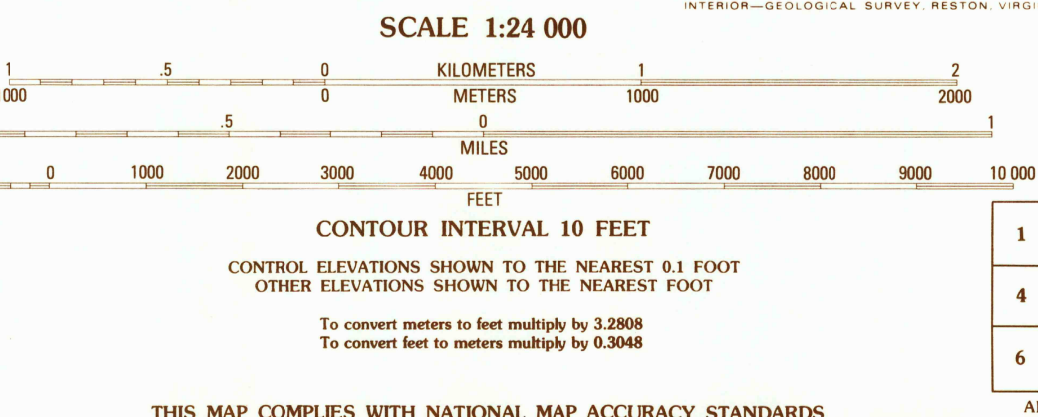 INTERIOR—GEOLOGICAL SURVEY, RESTON, VIRGI
SCALE 1:24 000
1 .5 0 KILOMETERS 1 2
000 0 METERS 1000 2000
.5 0 1
MILES
0 1000 2000 3000 4000 5000 6000 7000 8000 9000 10 000
FEET
CONTOUR INTERVAL 10 FEET
CONTROL ELEVATIONS SHOWN TO THE NEAREST 0.1 FOOT
OTHER ELEVATIONS SHOWN TO THE NEAREST FOOT
To convert meters to feet multiply by 3.2808
To convert feet to meters multiply by 0.3048
THIS MAP COMPLIES WITH NATIONAL MAP ACCURACY STANDARDS
1
4
6